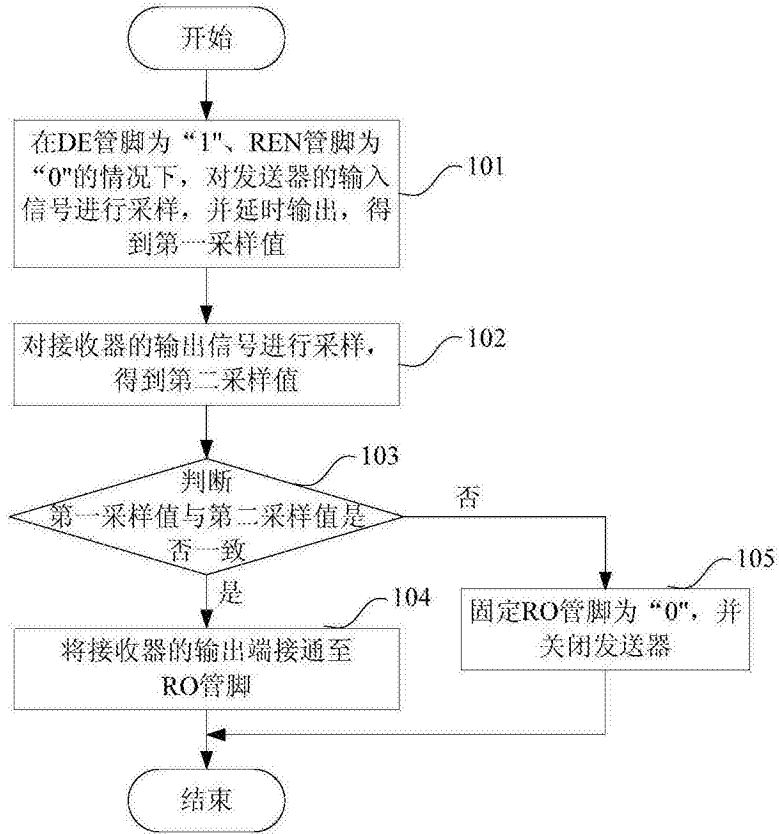 开始
在DE管脚为“1"、REN管脚为
“0"的情况下，对发送器的输入
信号进行采样，并延时输出，得
到第一采样值
101
对接收器的输出信号进行采样，
得到第二采样值
102
103
判断
第一采样值与第二采样值是
否一致
否
是
104
将接收器的输出端接通至
RO管脚
105
固定RO管脚为“0"，并
关闭发送器
结束